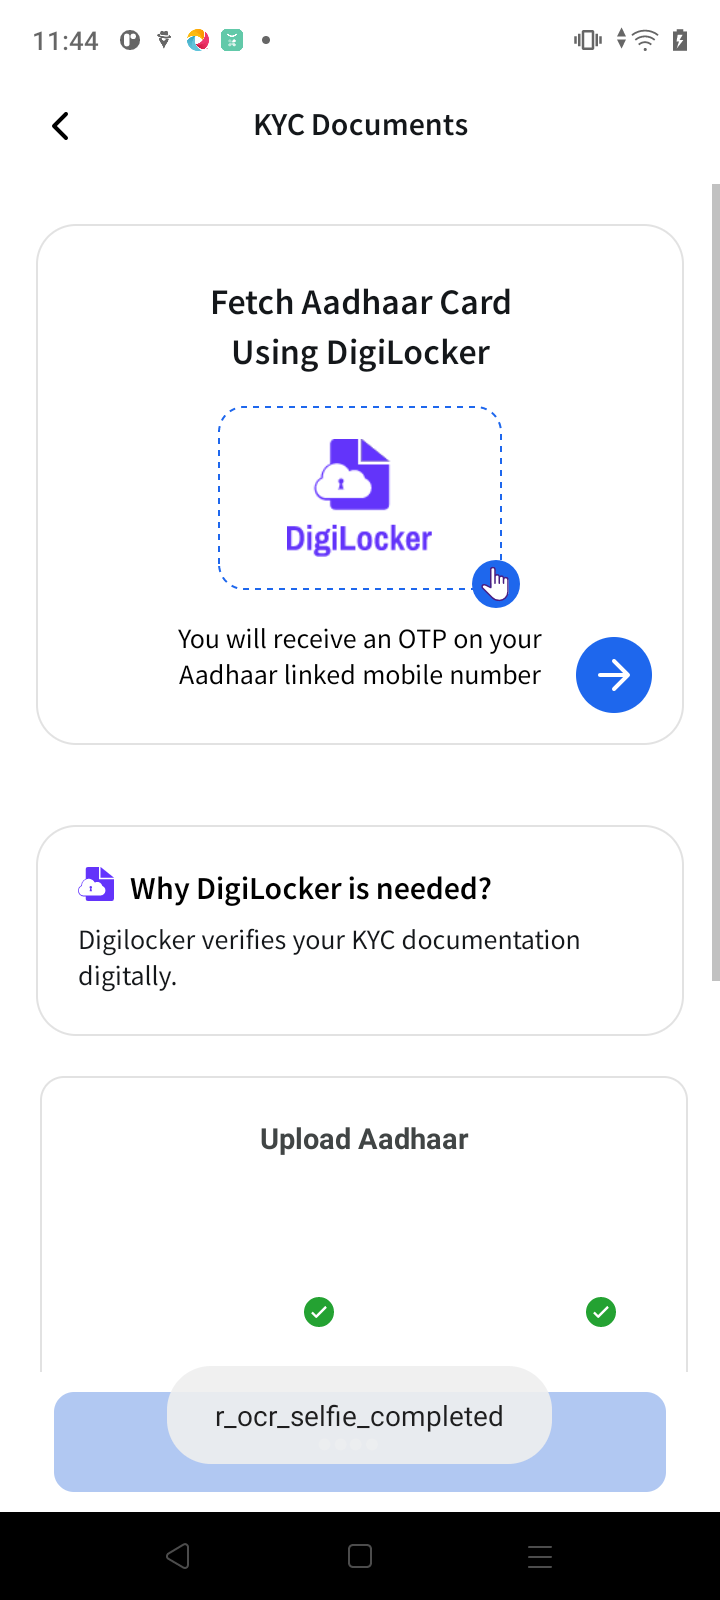 11:44
KYC Documents
Fetch Aadhaar Card
Using DigiLocker
DigiLocker
You will receive an OTP on your
Aadhaar linked mobile number
Why DigiLocker is needed?
Digilocker verifies your KYC documentation
digitally.
Upload Aadhaar
r_ocr_selfie_completed